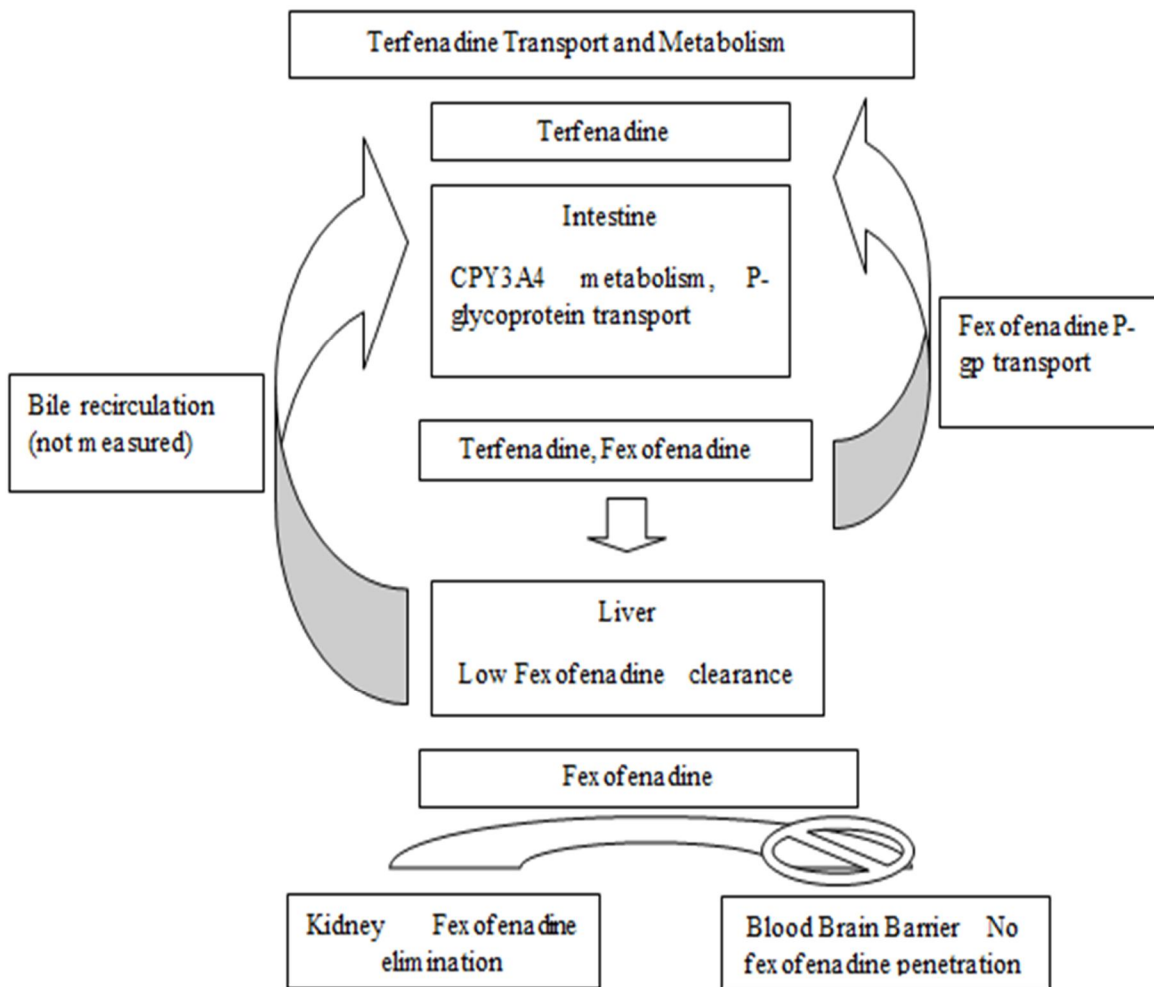 Terfenadine Transport and Metabolism
Terfenadine
Intestine
CPY3A4 metabolism, P-
glycoprotein transport
Fexofenadine P-
gp transport
Bile recirculation
(not measured)
Terfenadine, Fexofenadine
Liver
Low Fexofenadine clearance
Fexofenadine
Kidney Fexofenadine
elimination
Blood Brain Barrier No
fexofenadine penetration